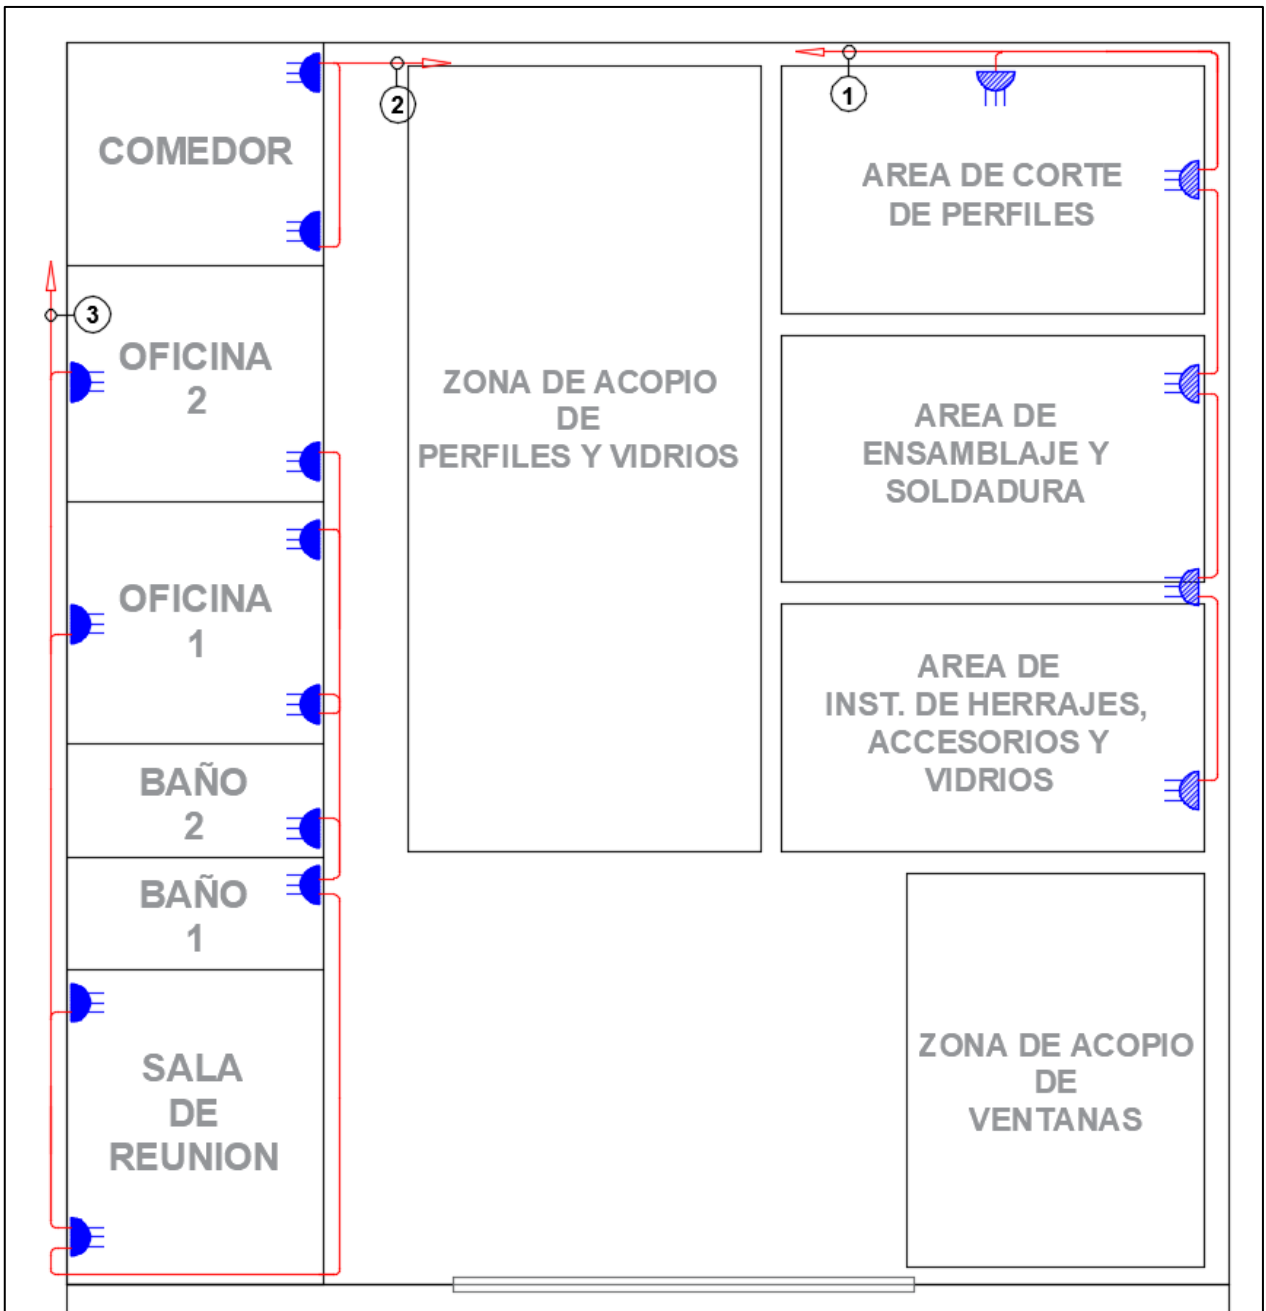 COMEDOR
2
1
AREA DE CORTE
DE PERFILES
3
OFICINA
2
ZONA DE ACOPIO
DE
PERFILES Y VIDRIOS
AREA DE
ENSAMBLAJE Y
SOLDADURA
OFICINA
1
AREA DE
INST. DE HERRAJES,
ACCESORIOS Y
VIDRIOS
BAÑO
2
BAÑO
1
SALA
DE
REUNION
ZONA DE ACOPIO
DE
VENTANAS